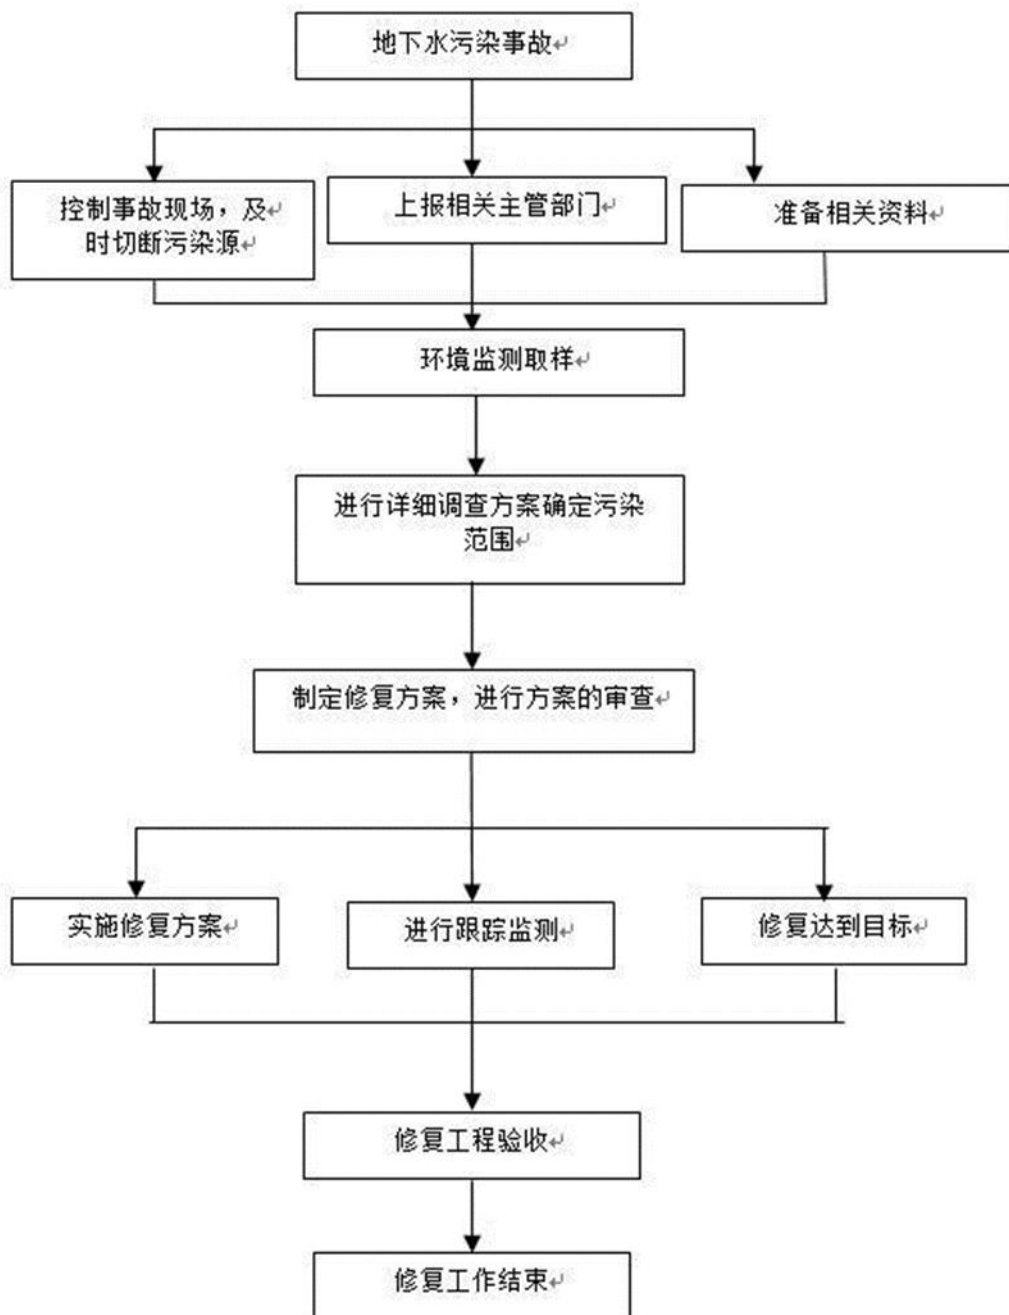 地下水污染事故
控制事故现场，及
时切断污染源
上报相关主管部门
准备相关资料
环境监测取样
进行详细调查方案确定污染
范围
制定修复方案，进行方案的审查
实施修复方案
进行跟踪监测
修复达到目标
修复工程验收
修复工作结束